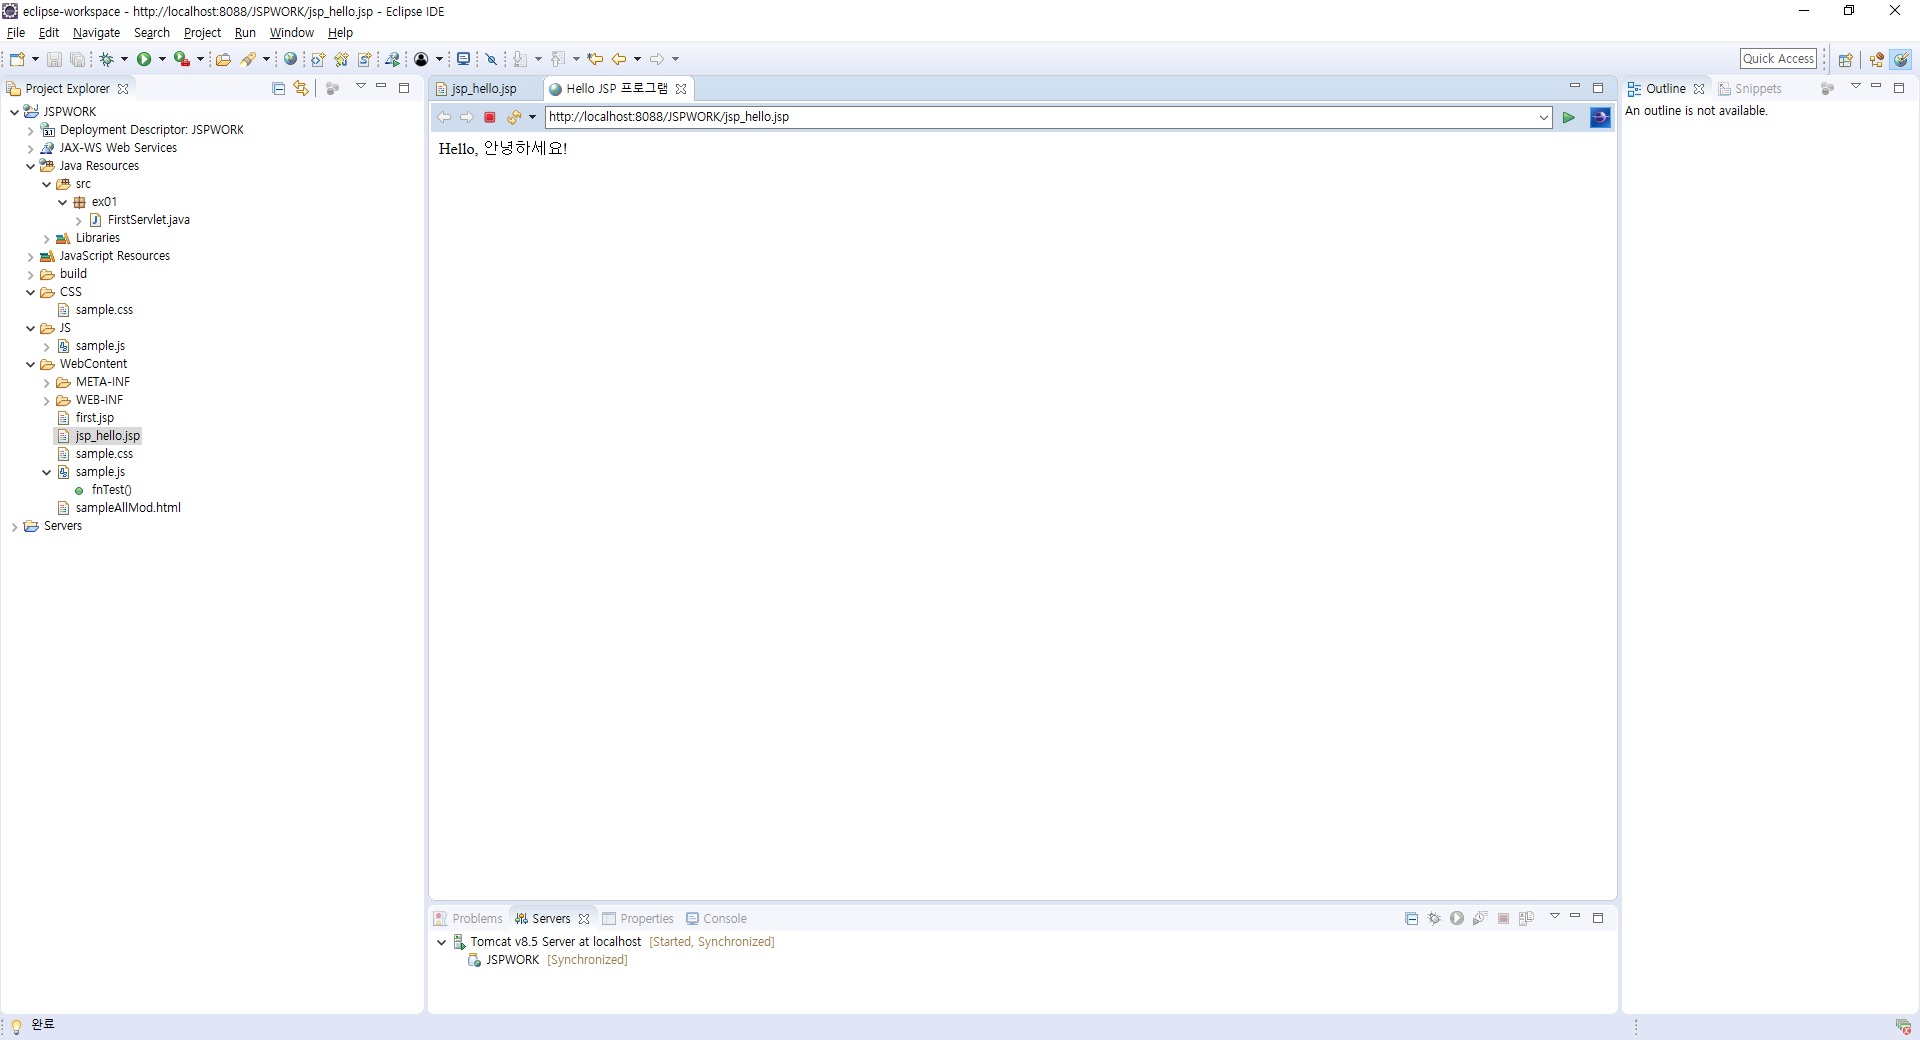 eclipse-workspace - http://localhost:8088/JSPWORK/jsp_hello.jsp - Eclipse IDE
File Edit Navigate Search Project Run Window Help
Quick Access
Project Explorer
JSPWORK
Deployment Descriptor: JSPWORK
JAX-WS Web Services
Java Resources
src
ex01
FirstServlet.java
Libraries
JavaScript Resources
build
CSS
sample.css
JS
sample.js
WebContent
META-INF
WEB-INF
first.jsp
jsp_hello.jsp
sample.css
sample.js
fnTest()
sampleAllMod.html
Servers
jsp_hello.jsp Hello JSP 프로그램
http://localhost:8088/JSPWORK/jsp_hello.jsp
Hello, 안녕하세요!
Outline Snippets
An outline is not available.
Problems Servers Properties Console
Tomcat v8.5 Server at localhost [Started, Synchronized]
JSPWORK [Synchronized]
완료